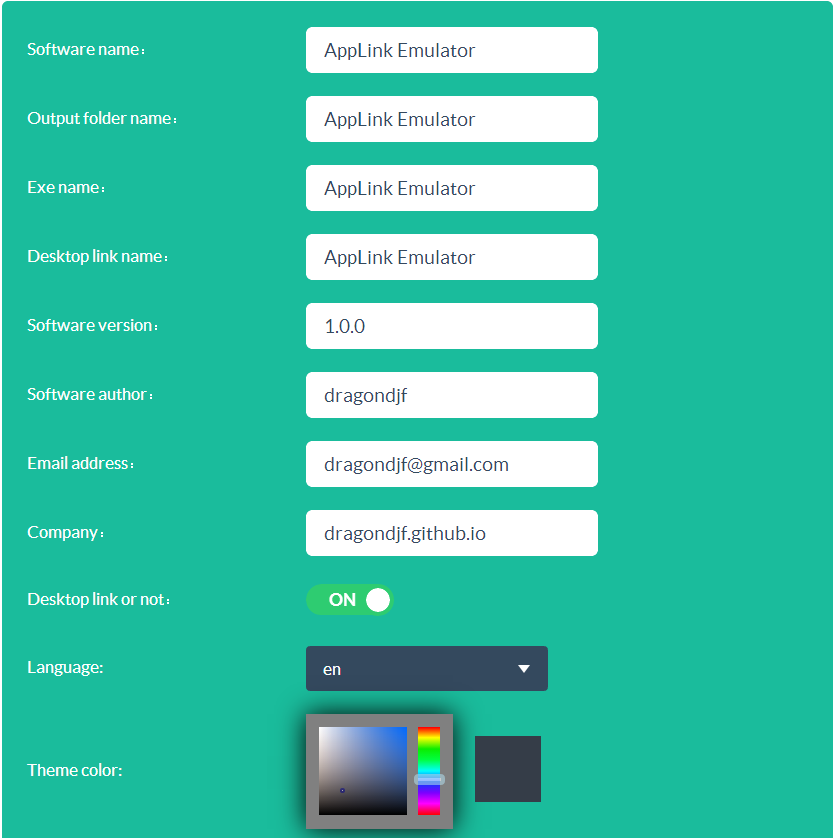 Software name： AppLink Emulator
Output folder name： AppLink Emulator
Exe name： AppLink Emulator
Desktop link name： AppLink Emulator
Software version： 1.0.0
Software author： dragondjf
Email address： dragondjf@gmail.com
Company： dragondjf.github.io
Desktop link or not： ON
Language: en
Theme color: